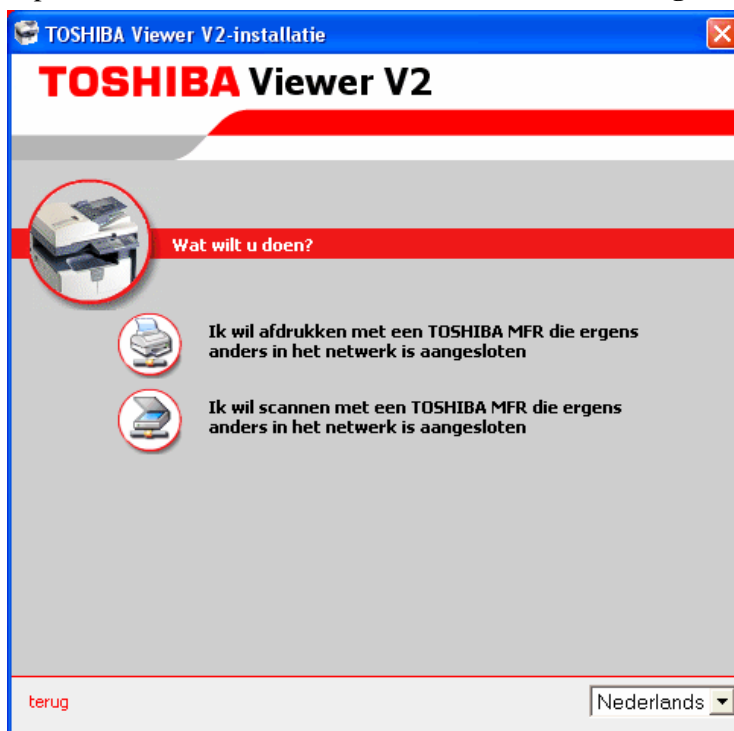 TOSHIBA Viewer V2-installatie
TOSHIBA Viewer V2
Wat wilt u doen?
Ik wil afdrukken met een TOSHIBA MFR die ergens
anders in het netwerk is aangesloten
Ik wil scannen met een TOSHIBA MFR die ergens
anders in het netwerk is aangesloten
terug
Nederlands